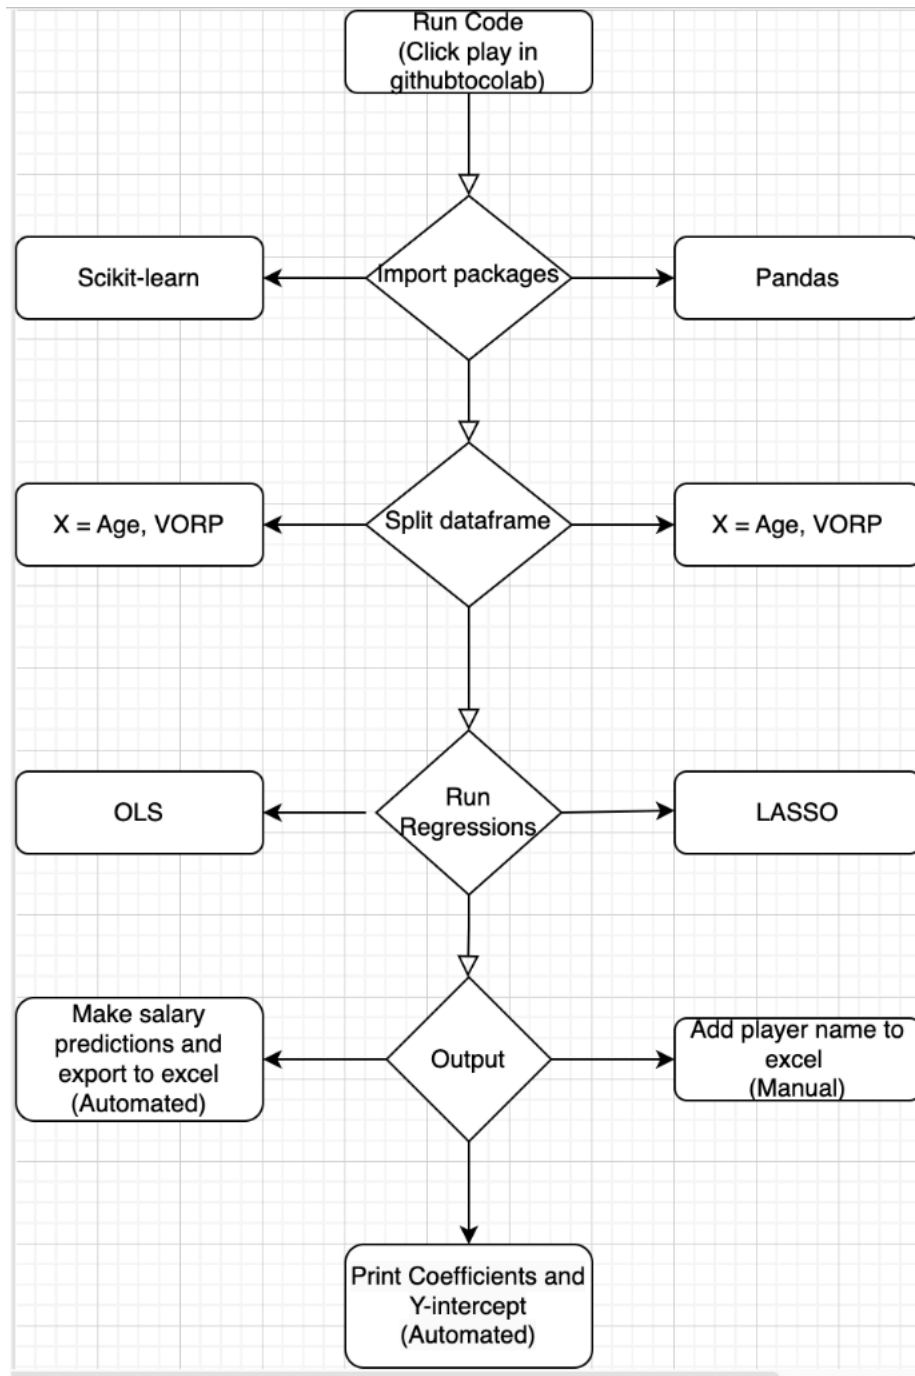 Run Code
(Click play in
githubtocolab)
Scikit-learn
Import packages
Pandas
X = Age, VORP
Split dataframe
X = Age, VORP
OLS
Run
Regressions
LASSO
Make salary
predictions and
export to excel
(Automated)
Output
Add player name to
excel
(Manual)
Print Coefficients and
Y-intercept
(Automated)